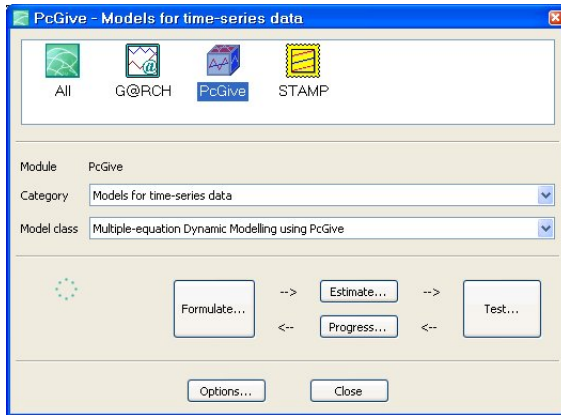 PcGive - Models for time-series data
All G@RCH PcGive STAMP
Module PcGive
Category Models for time-series data
Model class Multiple-equation Dynamic Modelling using PcGive
Formulate... --> Estimate... --> Test...
<-- Progress... <--
Options... Close